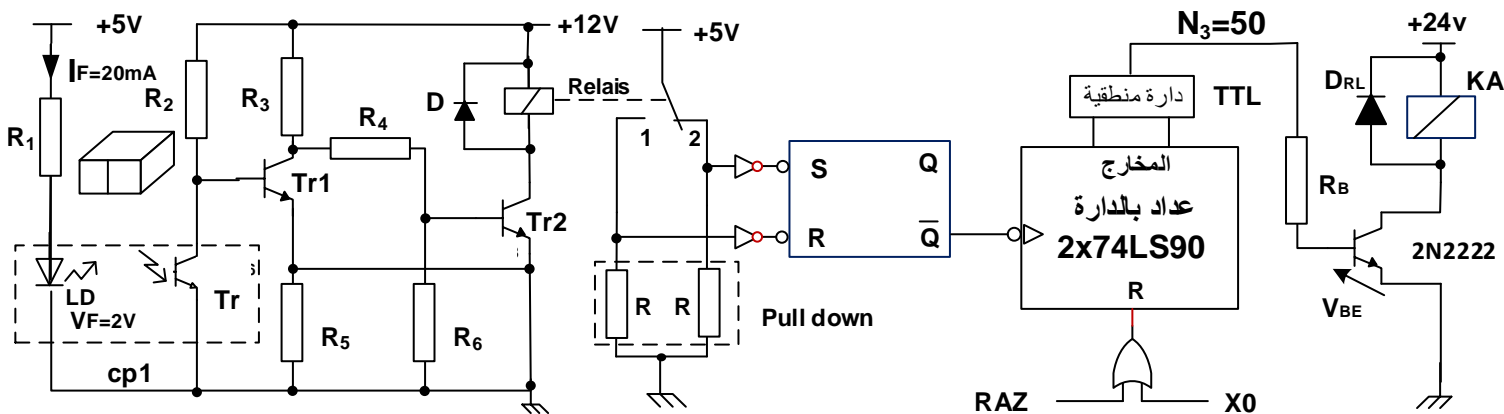 +5V
IF=20mA
R1
R2
R3
R4
+12V
D
Relais
+5V
1
2
Tr1
Tr2
LD
VF=2V
Tr
R5
R6
cp1
R
R
Pull down
S
Q
R
Q
N3=50
دارة منطقية
TTL
المخارج
عداد بالدارة
2x74LS90
R
RAZ
X0
+24v
DRL
KA
RB
2N2222
VBE